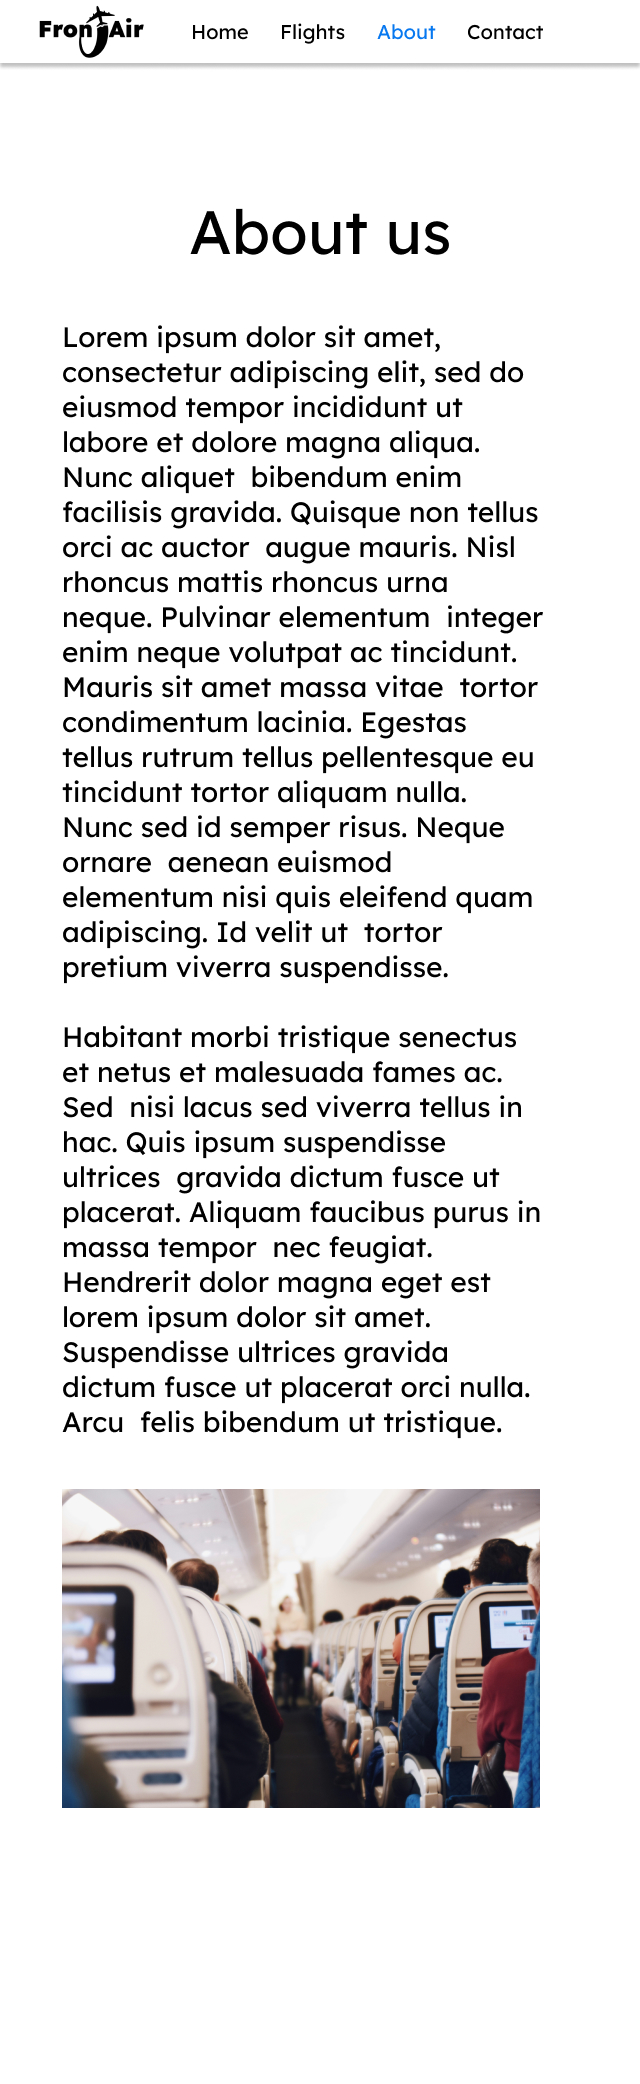 FronJAir Home Flights About Contact
About us
Lorem ipsum dolor sit amet,
consectetur adipiscing elit, sed do
eiusmod tempor incididunt ut
labore et dolore magna aliqua.
Nunc aliquet  bibendum enim
facilisis gravida. Quisque non tellus
orci ac auctor  augue mauris. Nisl
rhoncus mattis rhoncus urna
neque. Pulvinar elementum  integer
enim neque volutpat ac tincidunt.
Mauris sit amet massa vitae  tortor
condimentum lacinia. Egestas
tellus rutrum tellus pellentesque eu
tincidunt tortor aliquam nulla.
Nunc sed id semper risus. Neque
ornare  aenean euismod
elementum nisi quis eleifend quam
adipiscing. Id velit ut  tortor
pretium viverra suspendisse.
Habitant morbi tristique senectus
et netus et malesuada fames ac.
Sed  nisi lacus sed viverra tellus in
hac. Quis ipsum suspendisse
ultrices  gravida dictum fusce ut
placerat. Aliquam faucibus purus in
massa tempor  nec feugiat.
Hendrerit dolor magna eget est
lorem ipsum dolor sit amet.
Suspendisse ultrices gravida
dictum fusce ut placerat orci nulla.
Arcu  felis bibendum ut tristique.